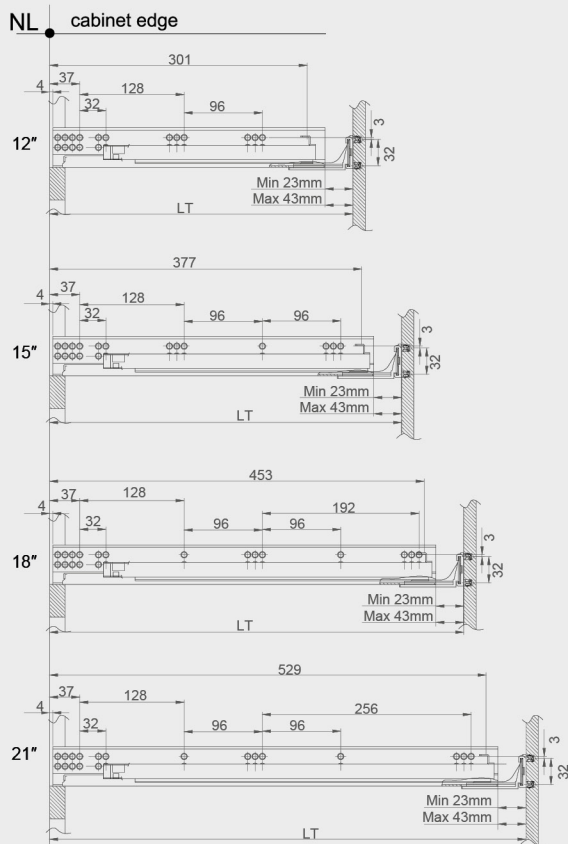 NL cabinet edge
301
4 37 128
32 96
12″
3
32
Min 23mm
Max 43mm
LT
377
4 37 128
32 96 96
15″
3
32
Min 23mm
Max 43mm
LT
453
4 37 128 192
32 96 96
18″
3
32
Min 23mm
Max 43mm
LT
529
4 37 128 256
32 96 96
21″
3
32
Min 23mm
Max 43mm
LT